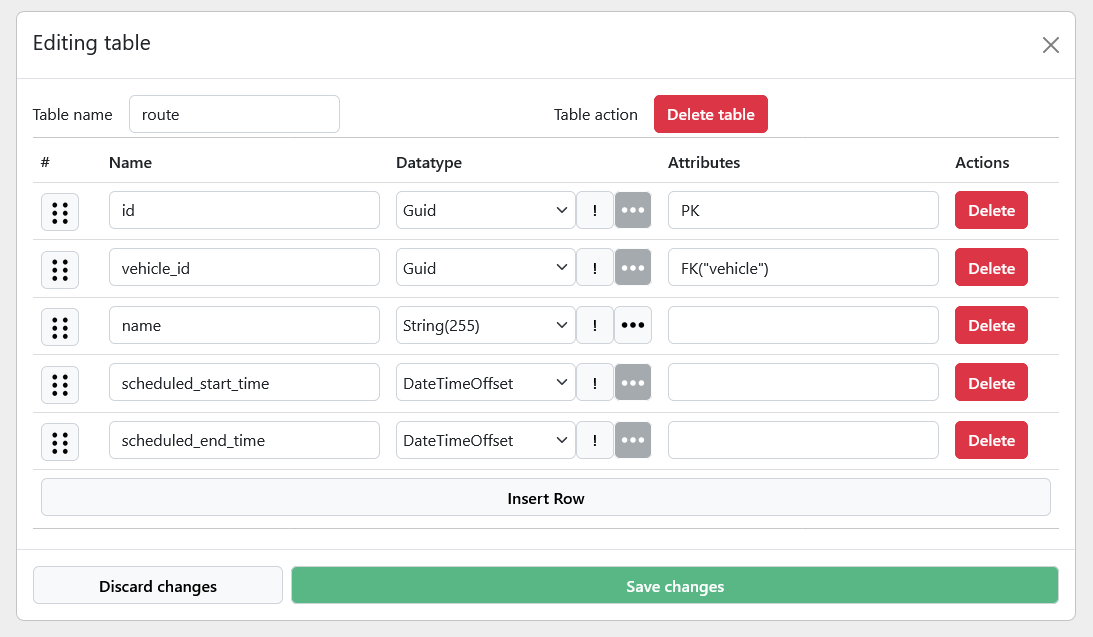 Editing table
Table name route Table action Delete table
# Name Datatype Attributes Actions
id Guid ! ••• PK Delete
vehicle_id Guid ! ••• FK("vehicle") Delete
name String(255) ! ••• Delete
scheduled_start_time DateTimeOffset ! ••• Delete
scheduled_end_time DateTimeOffset ! ••• Delete
Insert Row
Discard changes Save changes